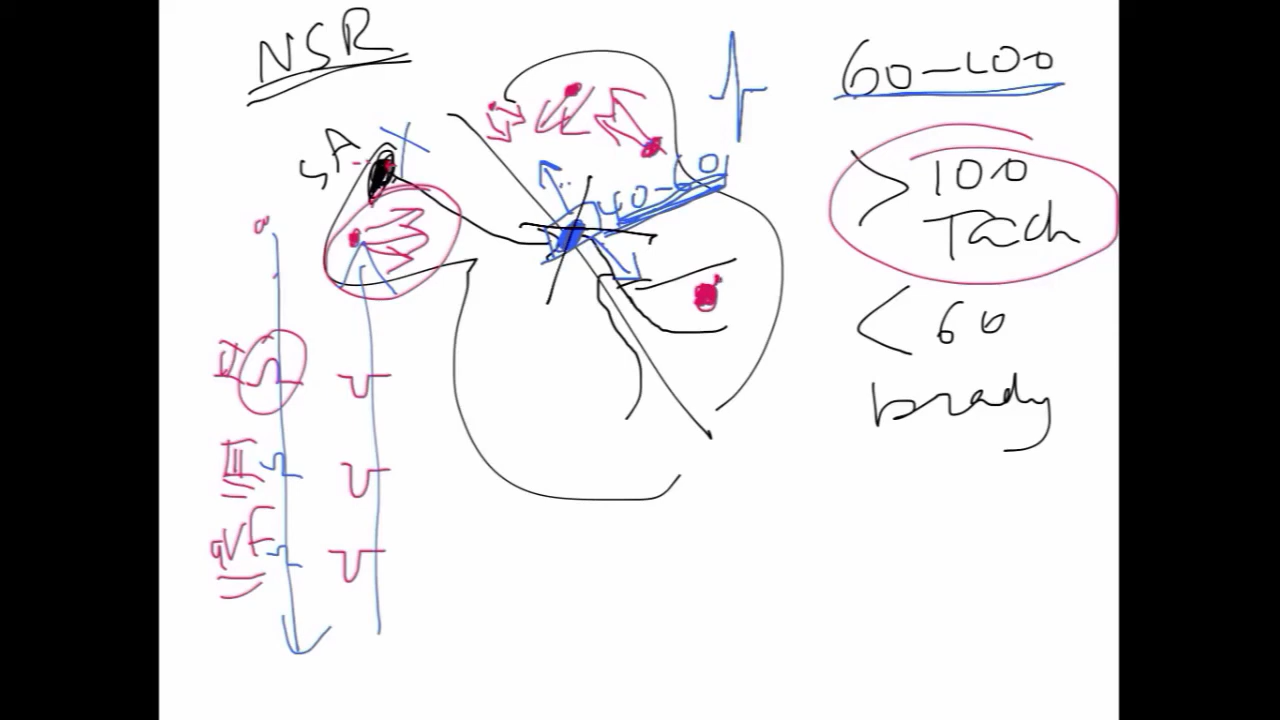 NSR
60-100
SA
40-60
> 100
Tach
< 60
brady
II
III
aVF